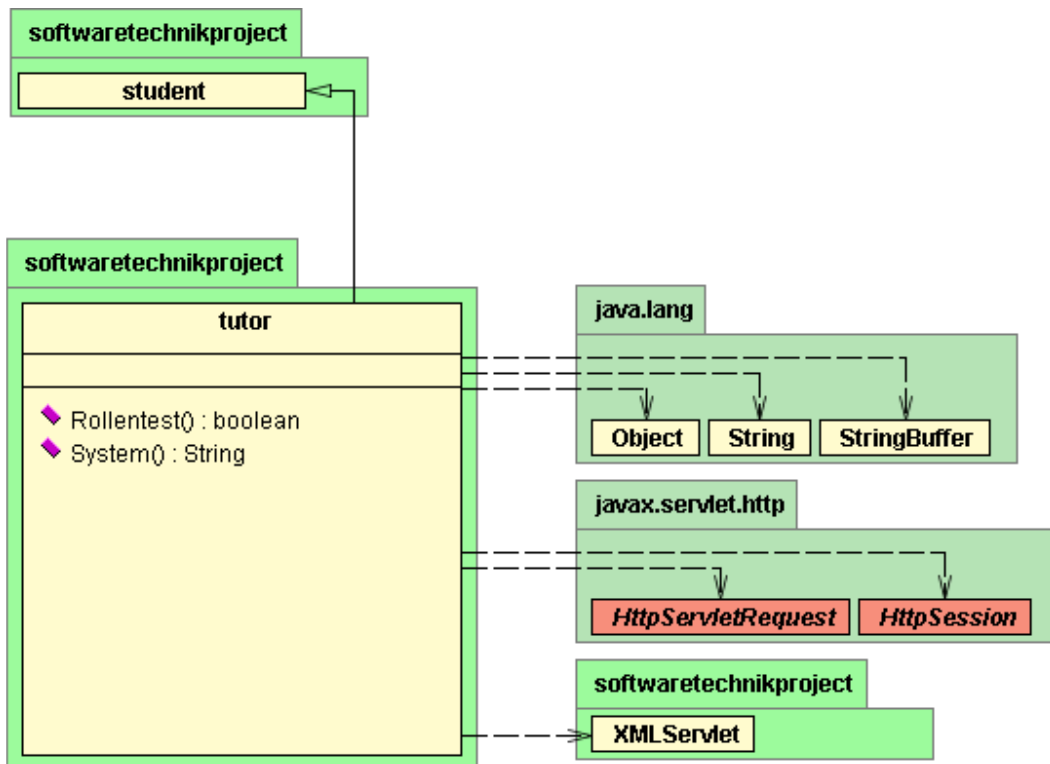 softwaretechnikproject
student
softwaretechnikproject
tutor
Rollentest() : boolean
System() : String
java.lang
Object
String
StringBuffer
javax.servlet.http
HttpServletRequest
HttpSession
softwaretechnikproject
XMLServlet